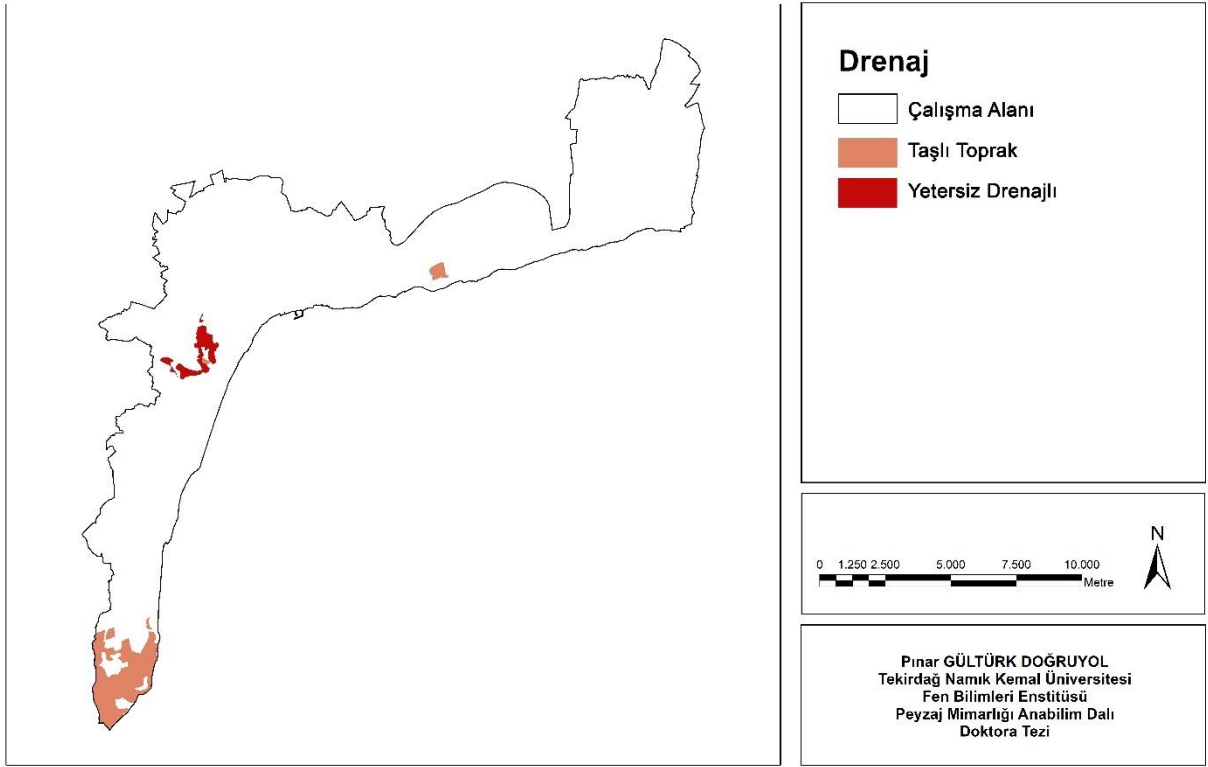 Drenaj
Çalışma Alanı
Taşlı Toprak
Yetersiz Drenajlı
N
0 1.250 2.500 5.000 7.500 10.000
Metre
Pınar GÜLTÜRK DOĞRUYOL
Tekirdağ Namık Kemal Üniversitesi
Fen Bilimleri Enstitüsü
Peyzaj Mimarlığı Anabilim Dalı
Doktora Tezi